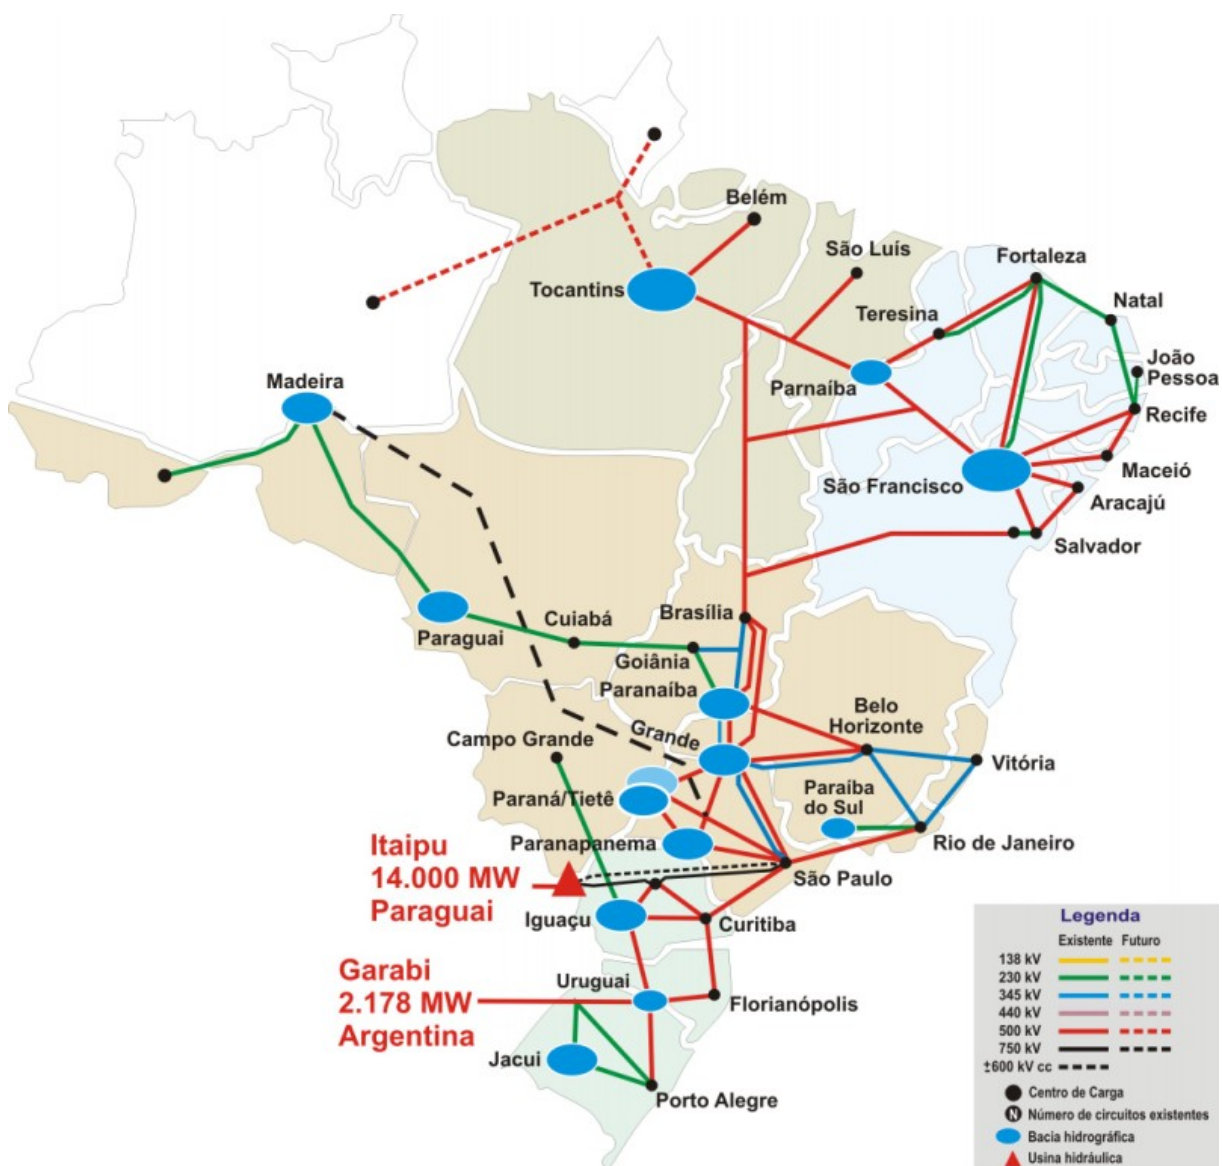 Belém
São Luís
Tocantins
Fortaleza
Teresina
Natal
João
Pessoa
Madeira
Parnaíba
Recife
São Francisco
Maceió
Aracajú
Salvador
Brasília
Cuiabá
Paraguai
Goiânia
Paranaíba
Belo
Horizonte
Grande
Campo Grande
Vitória
Paraná/Tietê
Paraíba
do Sul
Paranapanema
Rio de Janeiro
Itaipu
14.000 MW
Paraguai
São Paulo
Iguaçu
Curitiba
Garabi
2.178 MW
Argentina
Uruguai
Florianópolis
Jacui
Porto Alegre
Legenda
Existente Futuro
138 kV
230 kV
345 kV
440 kV
500 kV
750 kV
±600 kV cc
Centro de Carga
N Número de circuitos existentes
Bacia hidrográfica
Usina hidráulica